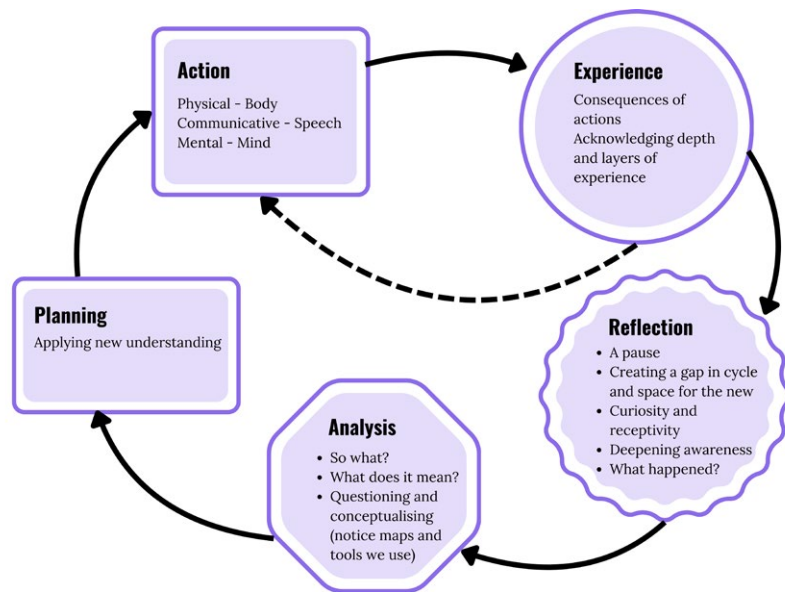 Action
Physical - Body
Communicative - Speech
Mental - Mind
Experience
Consequences of
actions
Acknowledging depth
and layers of
experience
Reflection
• A pause
• Creating a gap in cycle
and space for the new
• Curiosity and
receptivity
• Deepening awareness
• What happened?
Analysis
• So what?
• What does it mean?
• Questioning and
conceptualising
(notice maps and
tools we use)
Planning
Applying new understanding